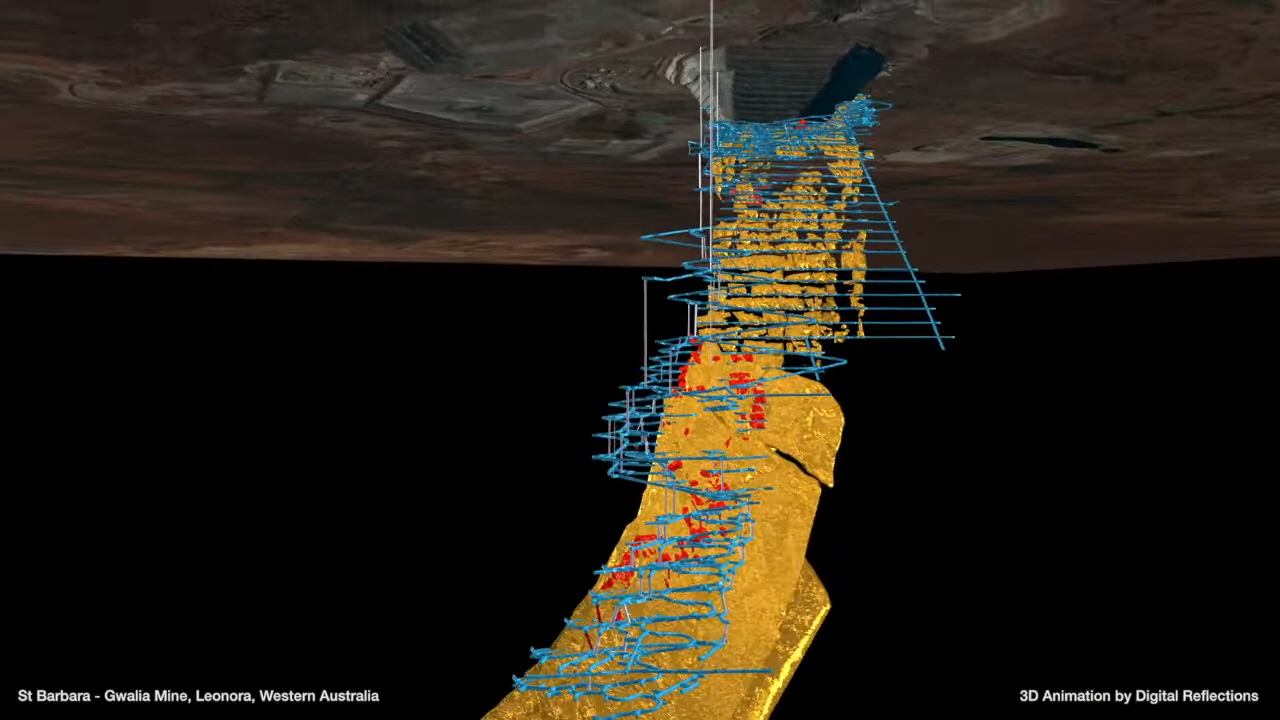 St Barbara - Gwalia Mine, Leonora, Western Australia
3D Animation by Digital Reflections